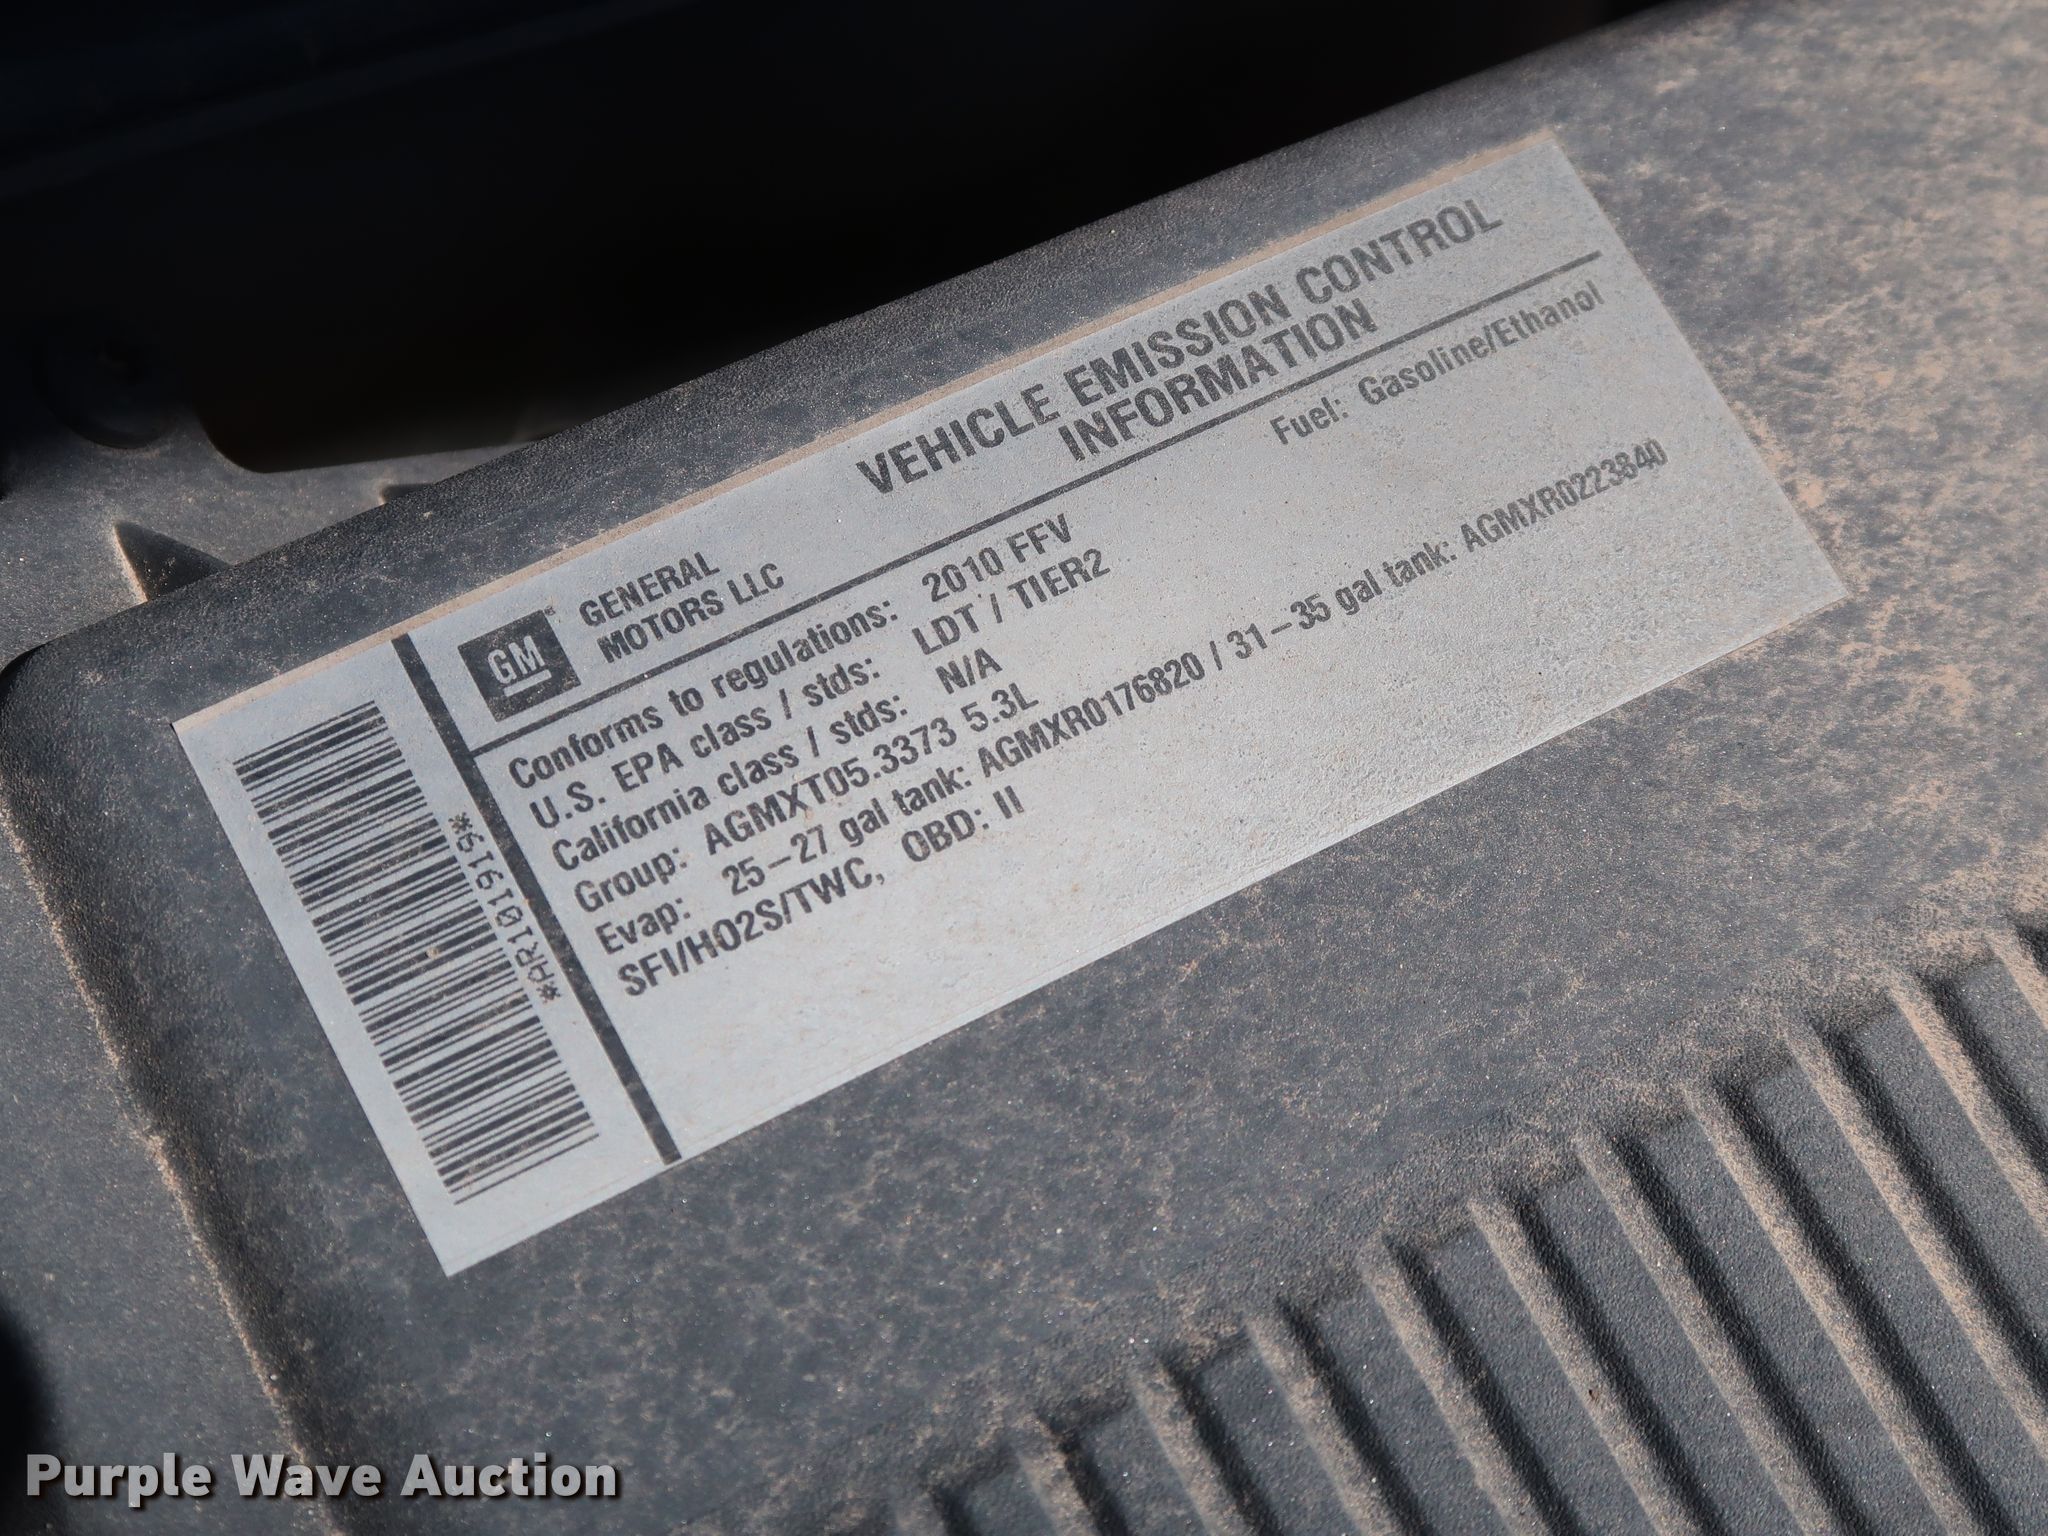 GM
GENERAL
MOTORS LLC
VEHICLE EMISSION CONTROL
INFORMATION
Conforms to regulations: 2010 FFV
Fuel: Gasoline/Ethanol
U.S. EPA class / stds: LDT / TIER2
California class / stds: N/A
Group: AGMXT05.3373 5.3L
Evap: 25-27 gal tank: AGMXR0176820 / 31-35 gal tank: AGMXR0223840
SFI/HO2S/TWC, OBD: II
*AR101919*
Purple Wave Auction